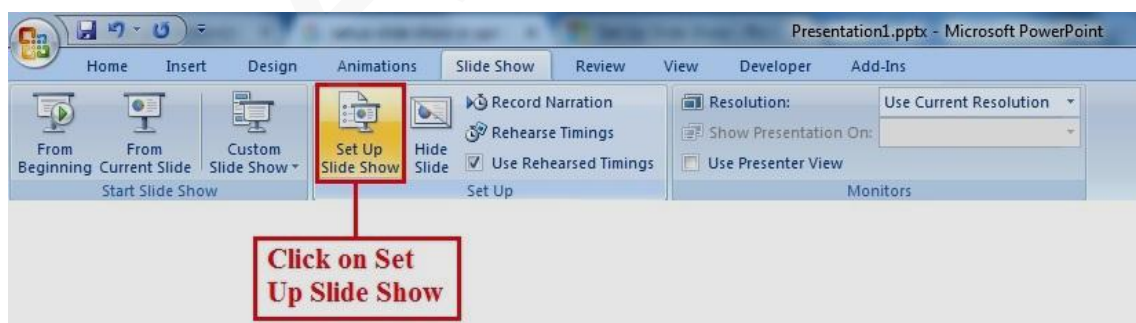 Presentation1.pptx - Microsoft PowerPoint
Home Insert Design Animations Slide Show Review View Developer Add-Ins
From Beginning
From Current Slide
Custom Slide Show
Start Slide Show
Set Up Slide Show
Hide Slide
Record Narration
Rehearse Timings
Use Rehearsed Timings
Set Up
Resolution: Use Current Resolution
Show Presentation On:
Use Presenter View
Monitors
Click on Set
Up Slide Show